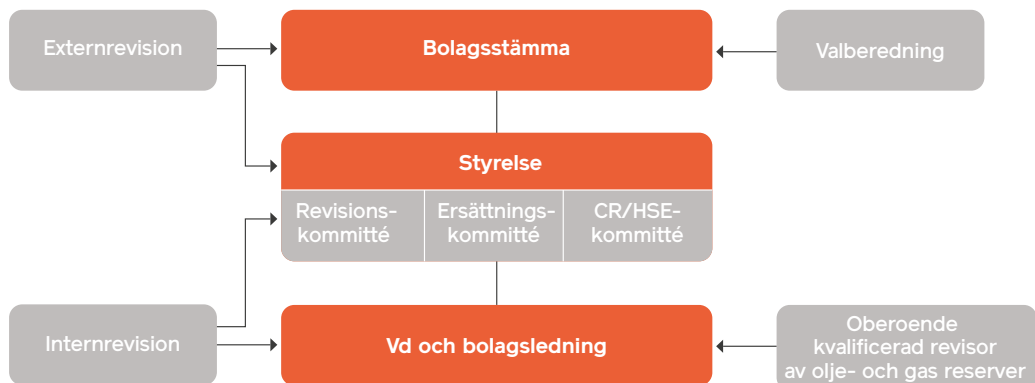 Externrevision
Bolagsstämma
Valberedning
Styrelse
Revisions-
kommitté
Ersättnings-
kommitté
CR/HSE-
kommitté
Internrevision
Vd och bolagsledning
Oberoende
kvalificerad revisor
av olje- och gas reserver